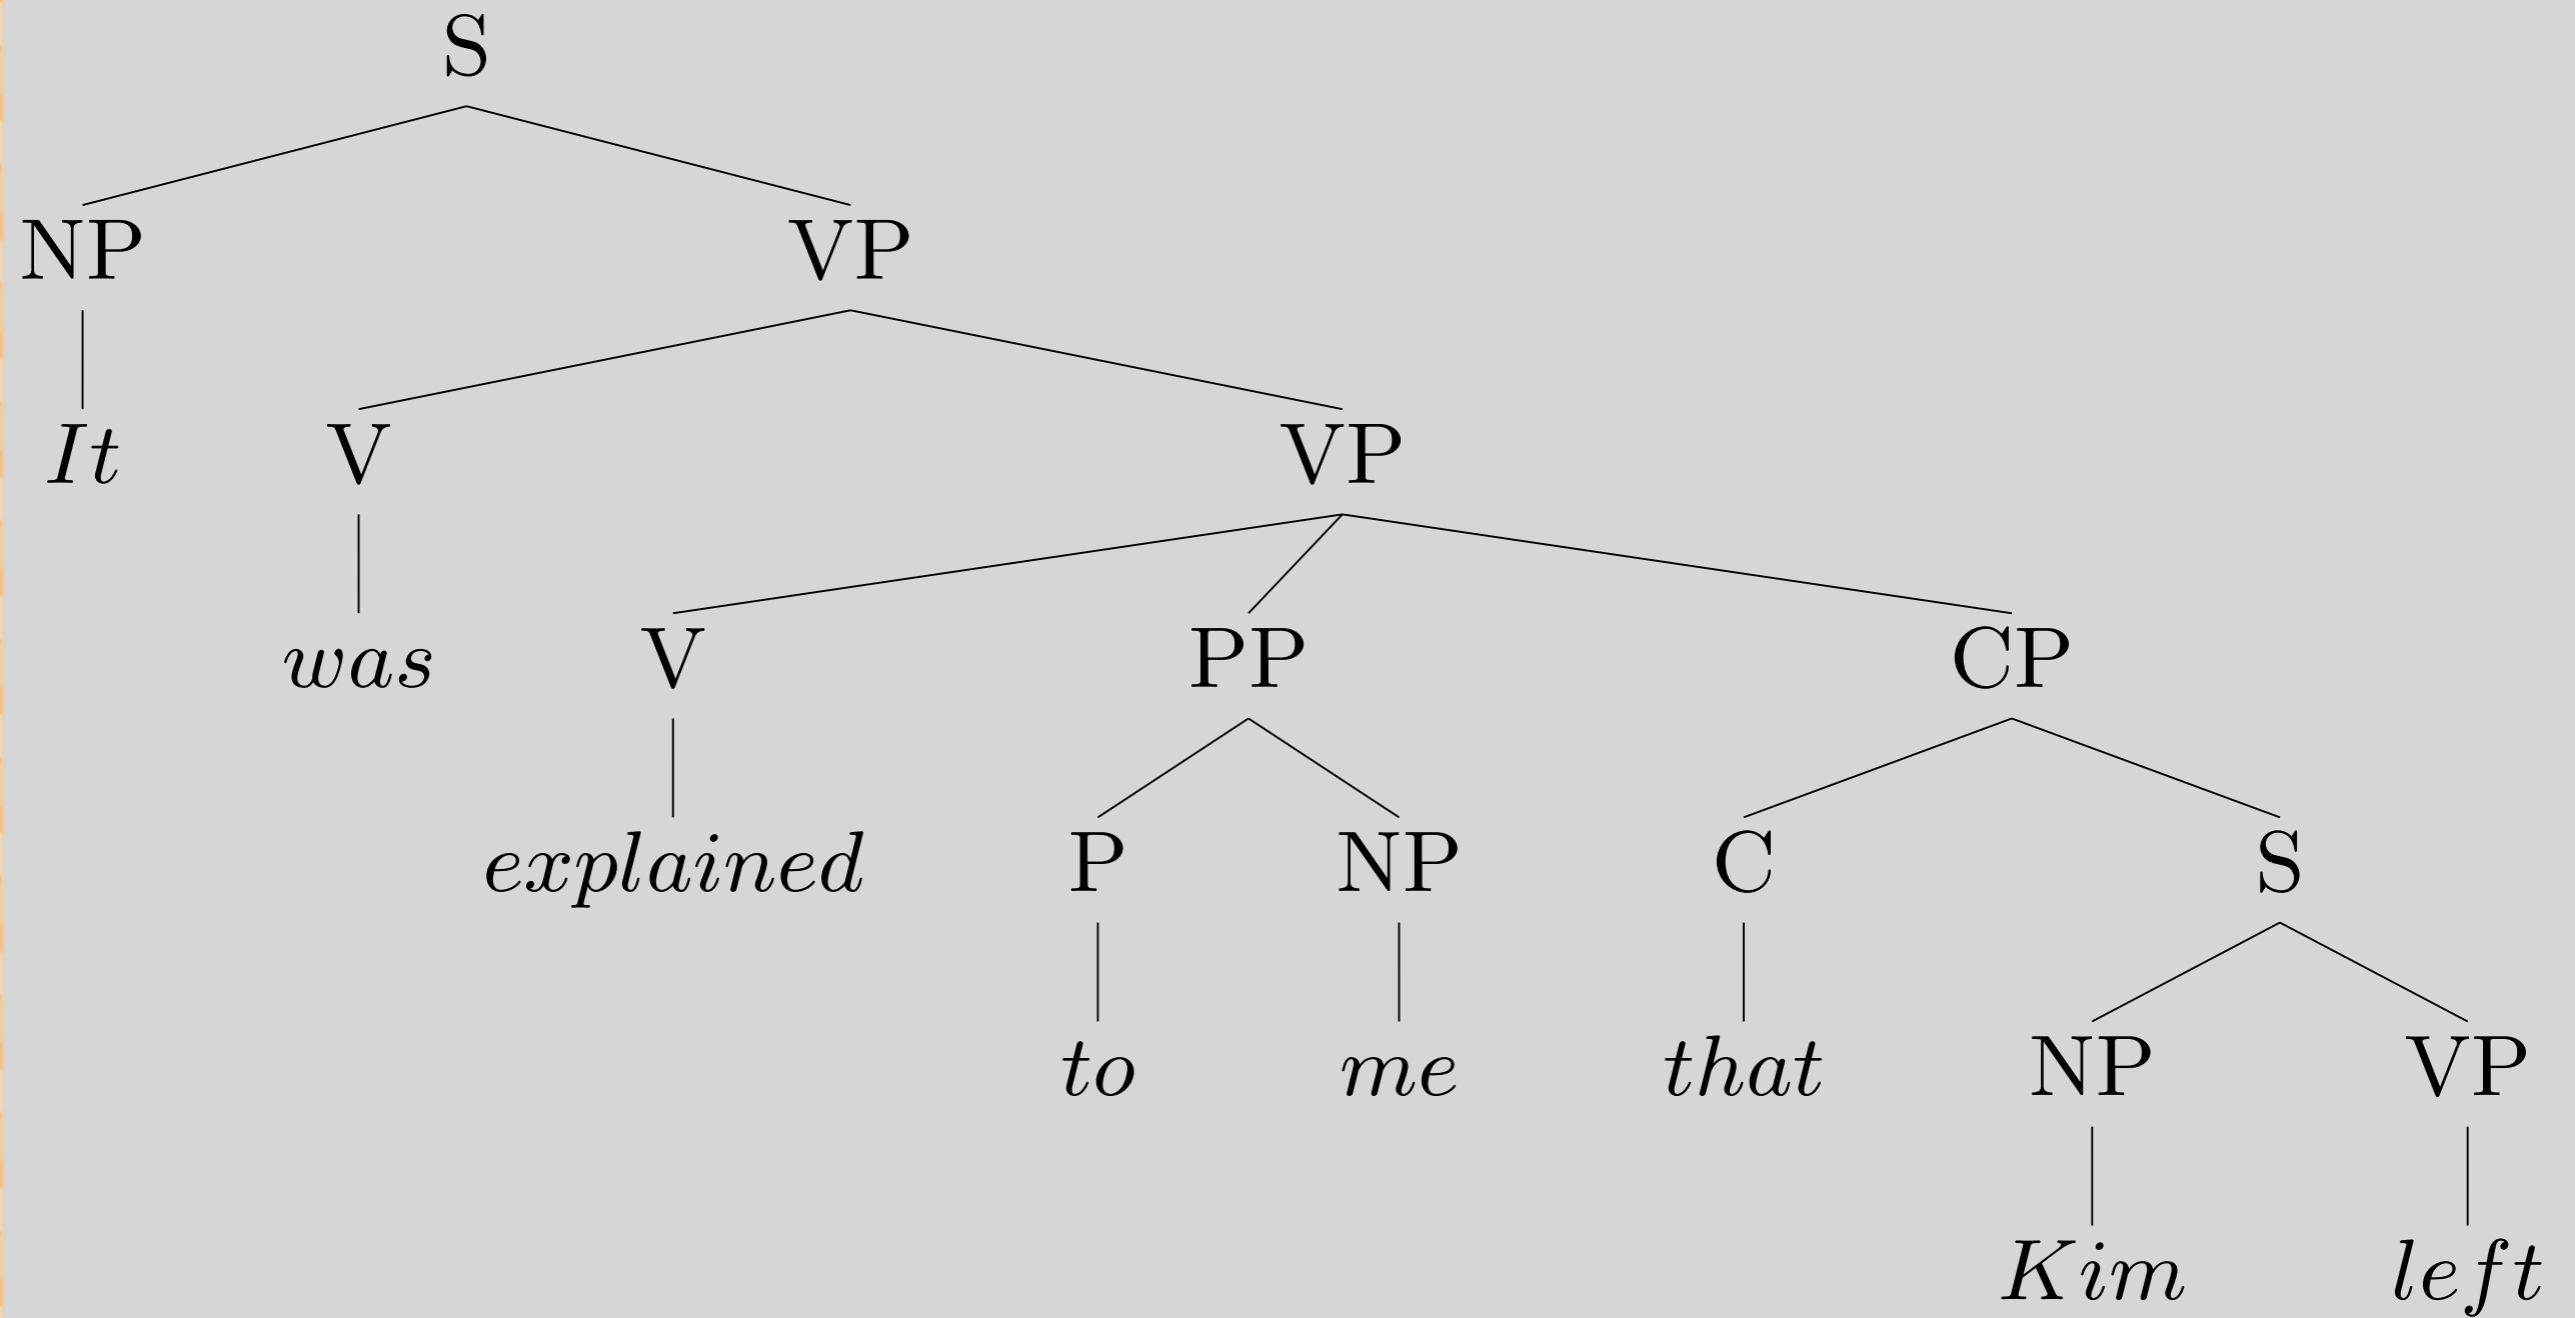 S
NP VP
It V VP
was V PP CP
explained P NP C S
to me that NP VP
Kim left